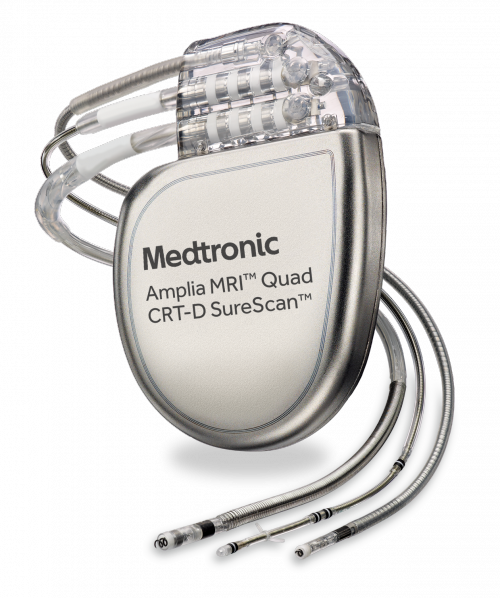 Medtronic
Amplia MRI™ Quad
CRT-D SureScan™